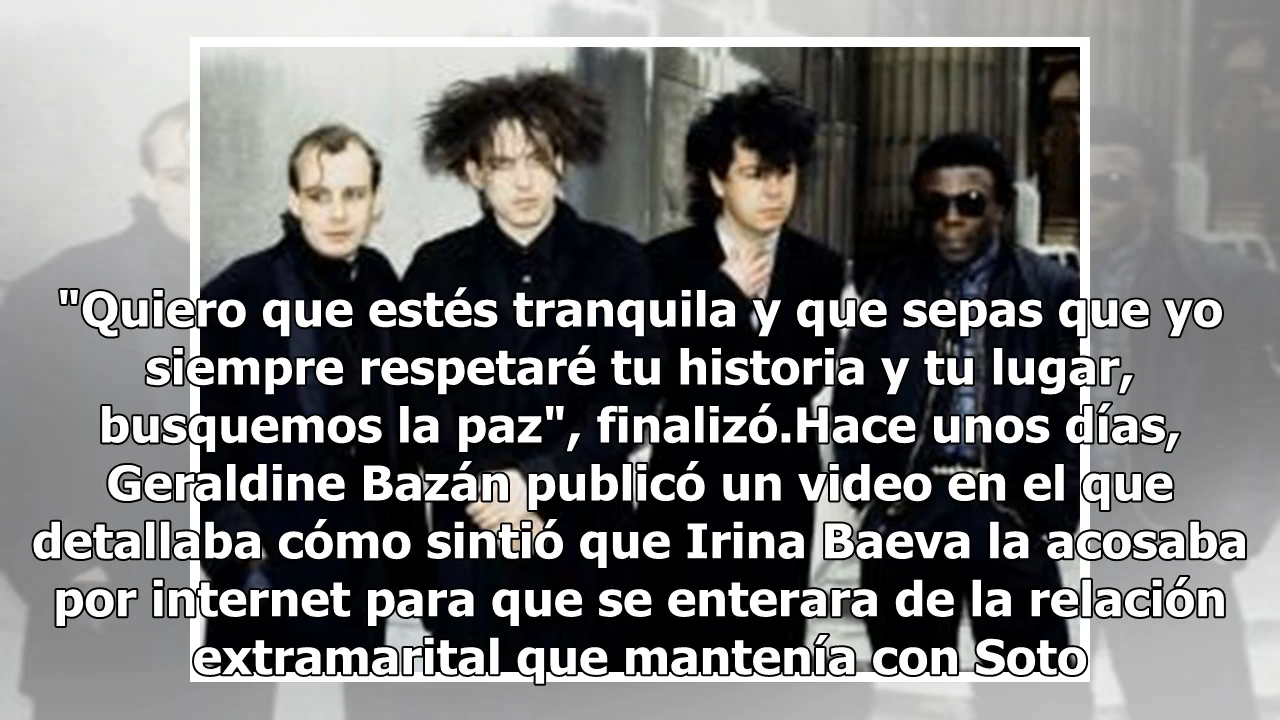 "Quiero que estés tranquila y que sepas que yo
siempre respetaré tu historia y tu lugar,
busquemos la paz", finalizó.Hace unos días,
Geraldine Bazán publicó un video en el que
detallaba cómo sintió que Irina Baeva la acosaba
por internet para que se enterara de la relación
extramarital que mantenía con Soto